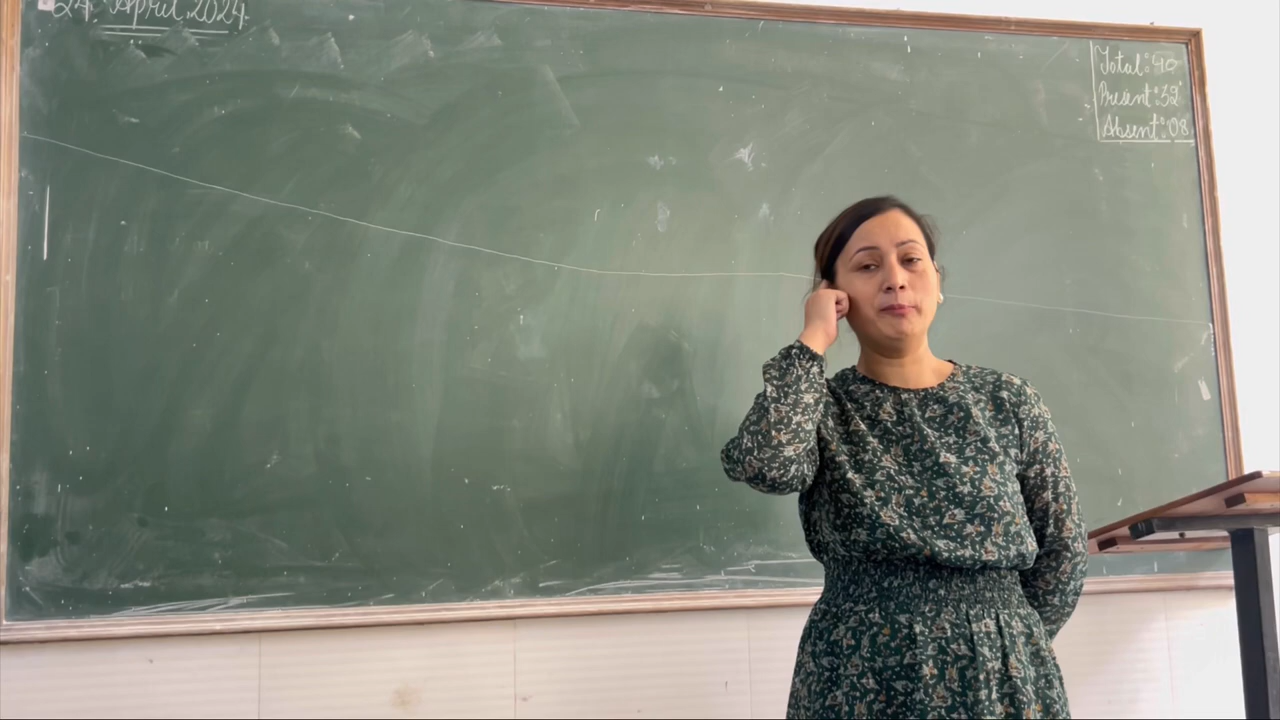 24. April, 2024.
Total: 40
Present: 32
Absent: 08